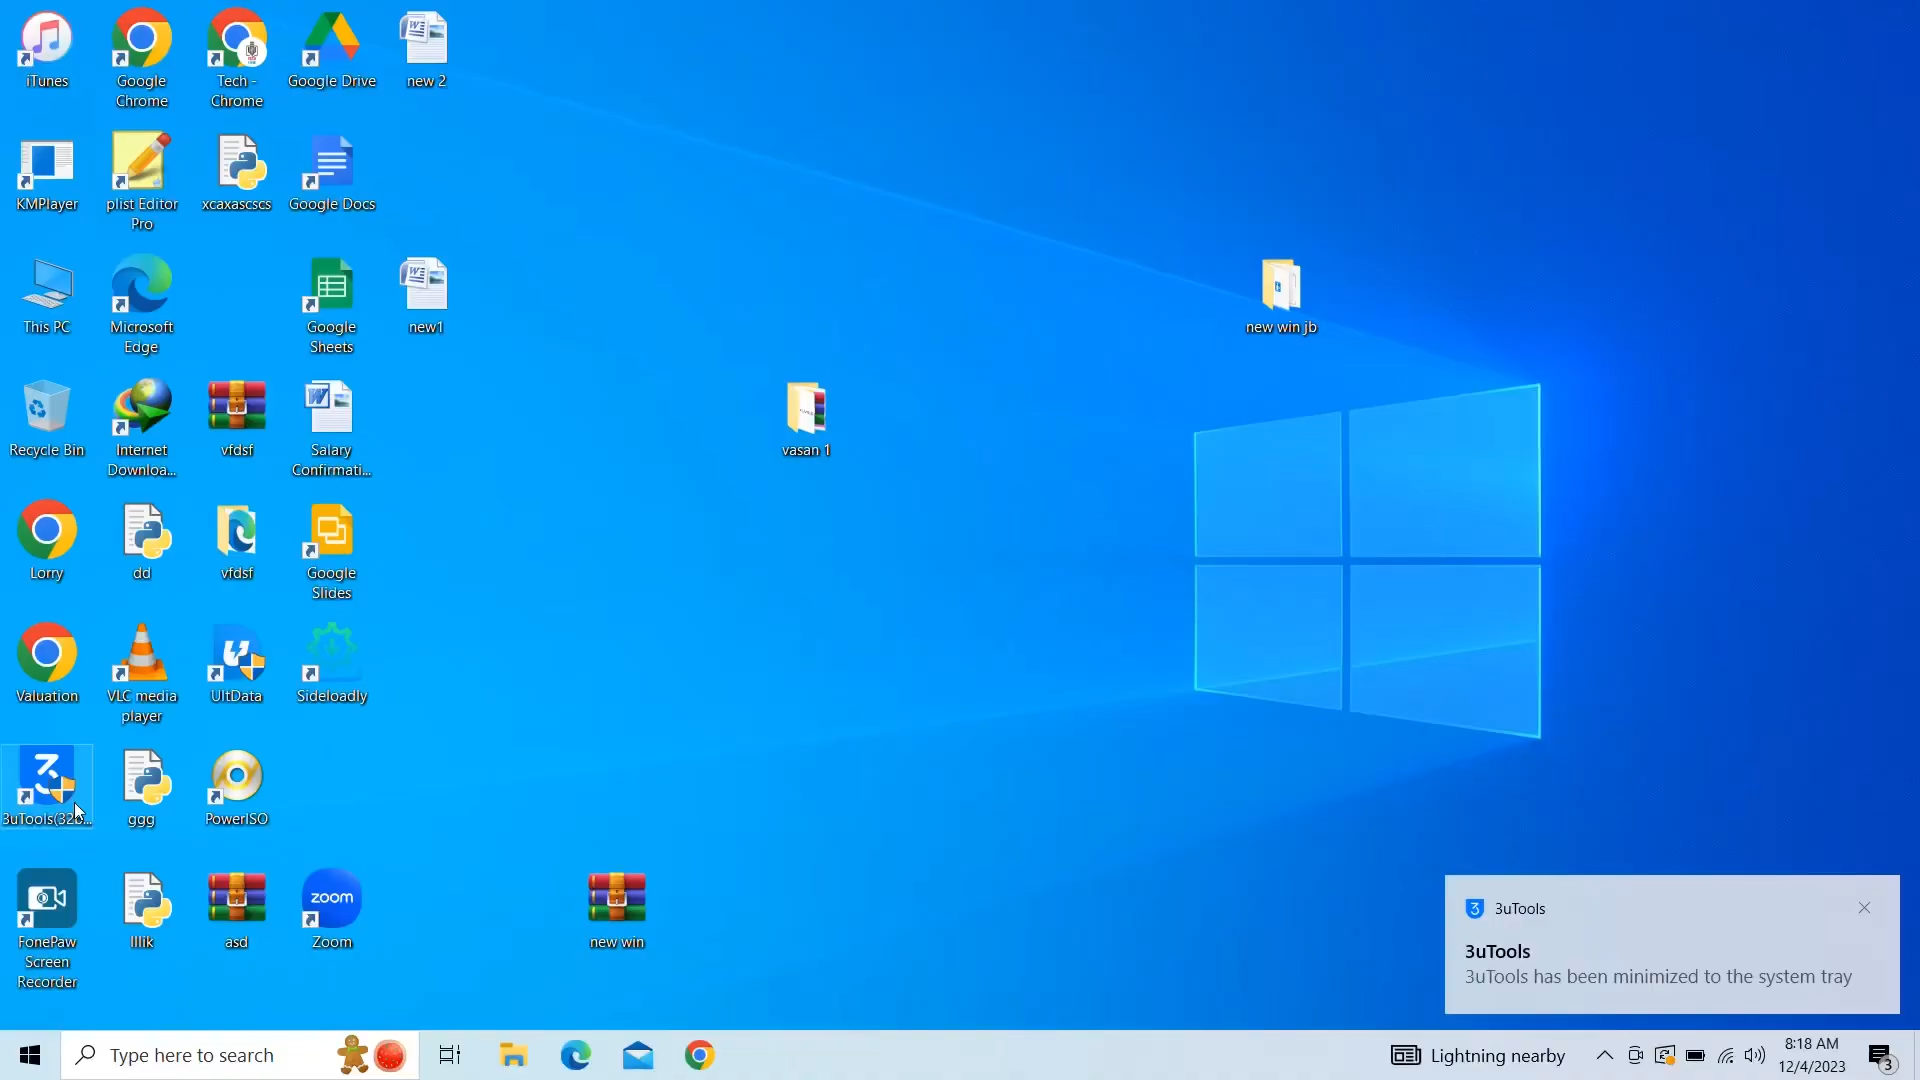 iTunes
Google
Chrome
Tech -
Chrome
Google Drive
new 2
KMPlayer
plist Editor
Pro
xcaxascscs
Google Docs
This PC
Microsoft
Edge
Google
Sheets
new1
new win jb
Recycle Bin
Internet
Downloa...
vfdsf
Salary
Confirmati...
vasan 1
Lorry
dd
vfdsf
Google
Slides
Valuation
VLC media
player
UltData
Sideloadly
3uTools(32b...
ggg
PowerISO
FonePaw
Screen
Recorder
asd
zoom
Zoom
new win
3uTools
3uTools
3uTools has been minimized to the system tray
Type here to search
Lightning nearby
8:18 AM
12/4/2023
3